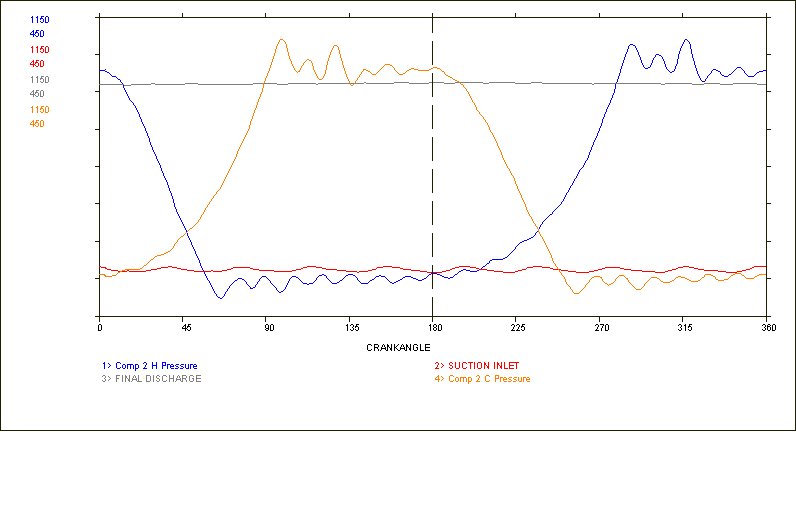 1150
450
1150
450
1150
450
1150
450
0 45 90 135 180 225 270 315 360
CRANKANGLE
1> Comp 2 H Pressure 2> SUCTION INLET
3> FINAL DISCHARGE 4> Comp 2 C Pressure